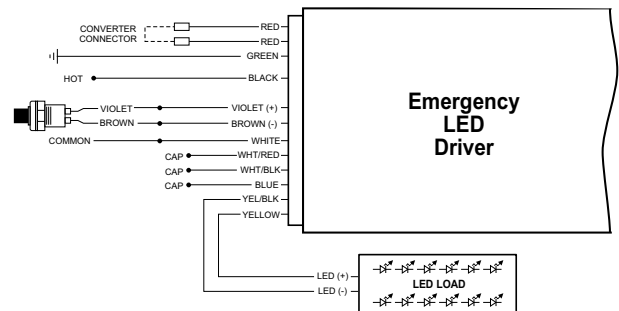 CONVERTER
CONNECTOR
RED
RED
GREEN
HOT
BLACK
VIOLET
VIOLET (+)
BROWN
BROWN (-)
COMMON
WHITE
CAP
WHT/RED
CAP
WHT/BLK
CAP
BLUE
YEL/BLK
YELLOW
Emergency
LED
Driver
LED (+)
LED (-)
LED LOAD